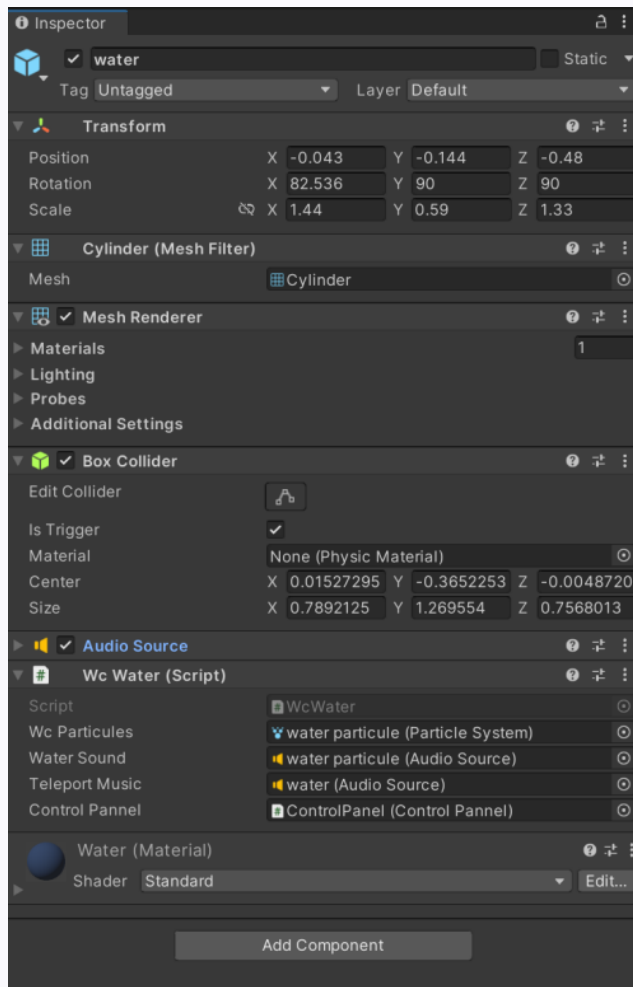 Inspector
water Static
Tag Untagged Layer Default
Transform
Position X -0.043 Y -0.144 Z -0.48
Rotation X 82.536 Y 90 Z 90
Scale X 1.44 Y 0.59 Z 1.33
Cylinder (Mesh Filter)
Mesh Cylinder
Mesh Renderer
Materials 1
Lighting
Probes
Additional Settings
Box Collider
Edit Collider
Is Trigger
Material None (Physic Material)
Center X 0.01527295 Y -0.3652253 Z -0.0048720
Size X 0.7892125 Y 1.269554 Z 0.7568013
Audio Source
# Wc Water (Script)
Script # WcWater
Wc Particules water particule (Particle System)
Water Sound water particule (Audio Source)
Teleport Music water (Audio Source)
Control Pannel # ControlPanel (Control Pannel)
Water (Material)
Shader Standard Edit...
Add Component